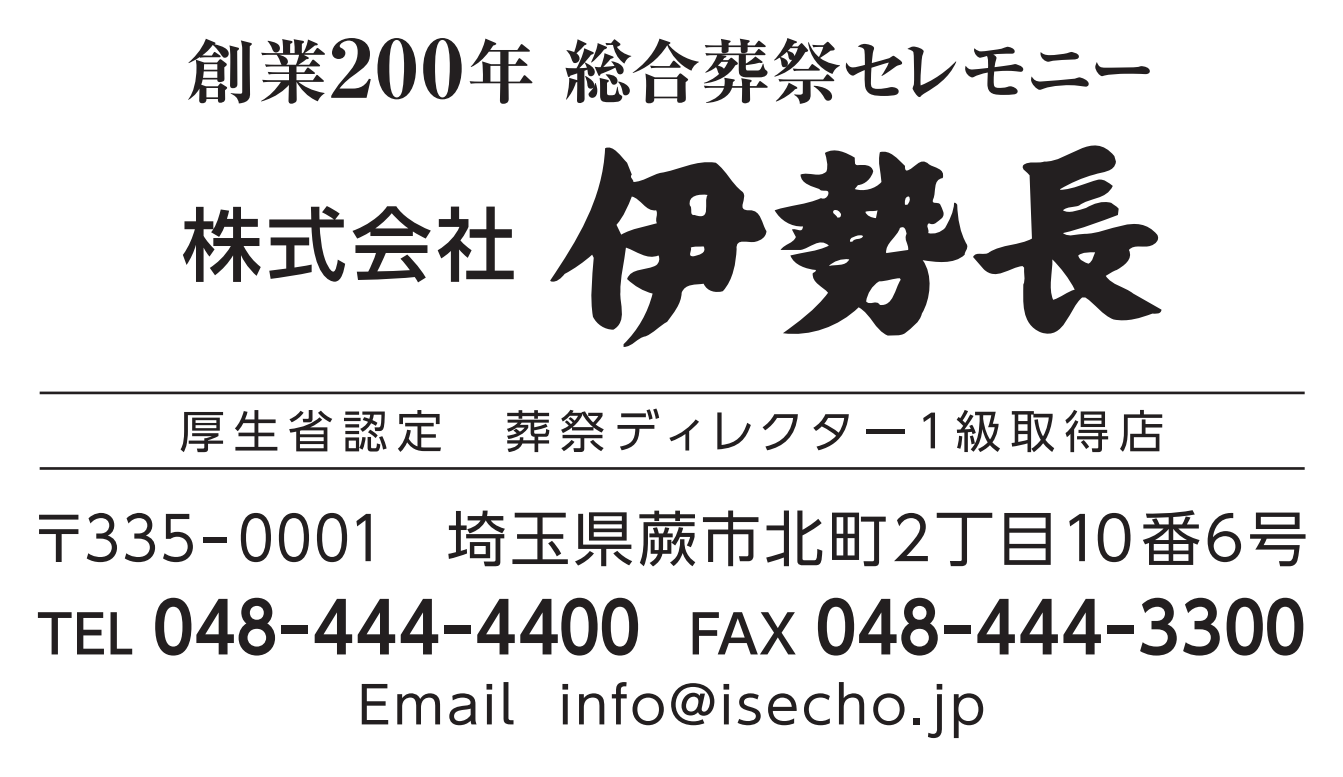 創業200年 総合葬祭セレモニー
株式会社 伊勢長
厚生省認定　葬祭ディレクター1級取得店
〒335-0001　埼玉県蕨市北町2丁目10番6号
TEL 048-444-4400 FAX 048-444-3300
Email info@isecho.jp